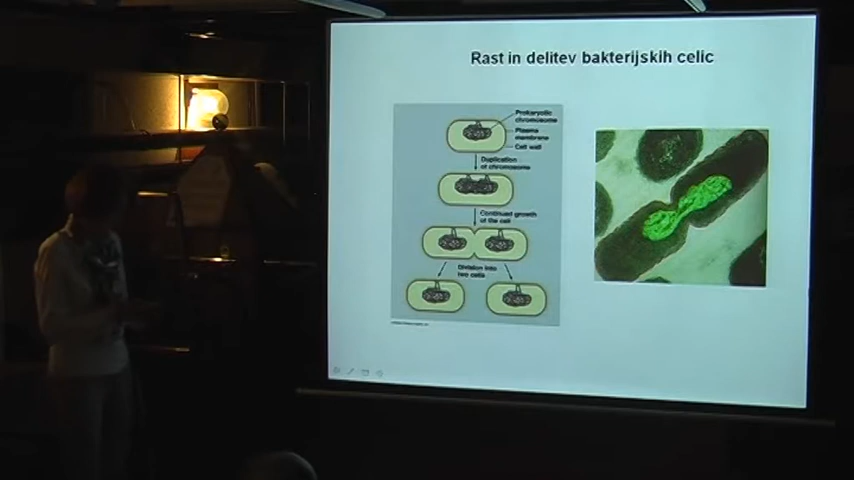 Rast in delitev bakterijskih celic
Prokaryotic
chromosome
Plasma
membrane
Cell wall
Duplication
of chromosome
Continued growth
of the cell
Division into
two cells